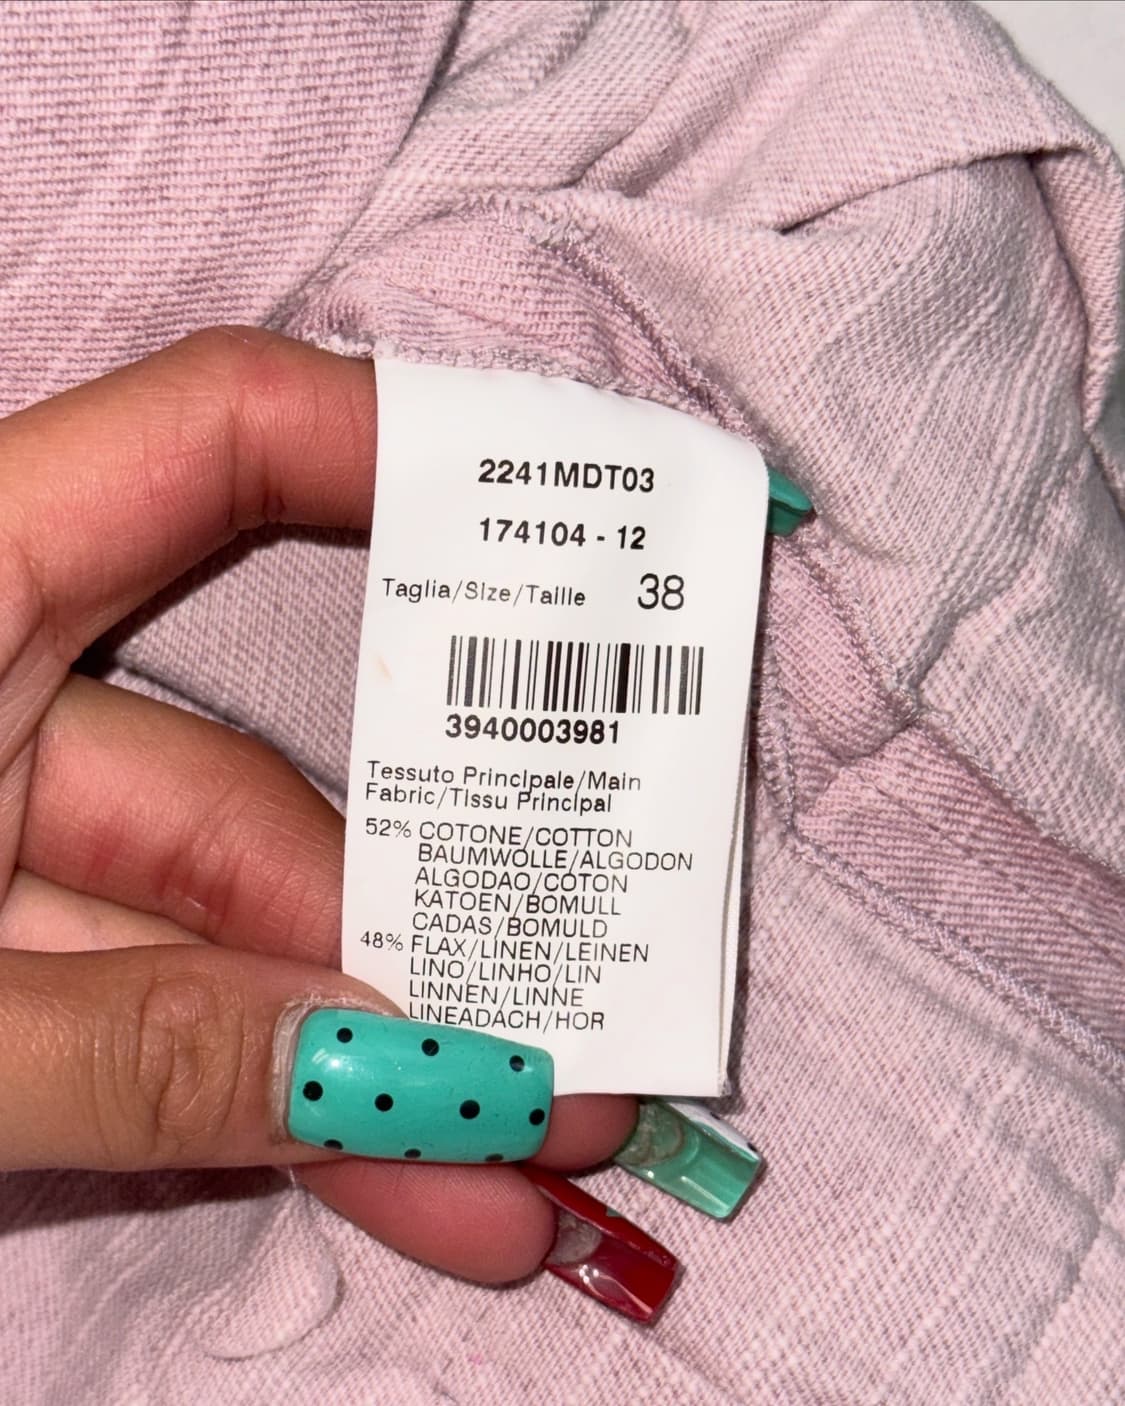 2241MDT03
174104 - 12
Taglia/Size/Taille 38
3940003981
Tessuto Principale/Main
Fabric/Tissu Principal
52% COTONE/COTTON
BAUMWOLLE/ALGODON
ALGODAO/COTON
KATOEN/BOMULL
CADAS/BOMULD
48% FLAX/LINEN/LEINEN
LINO/LINHO/LIN
LINNEN/LINNE
LINEADACH/HOR